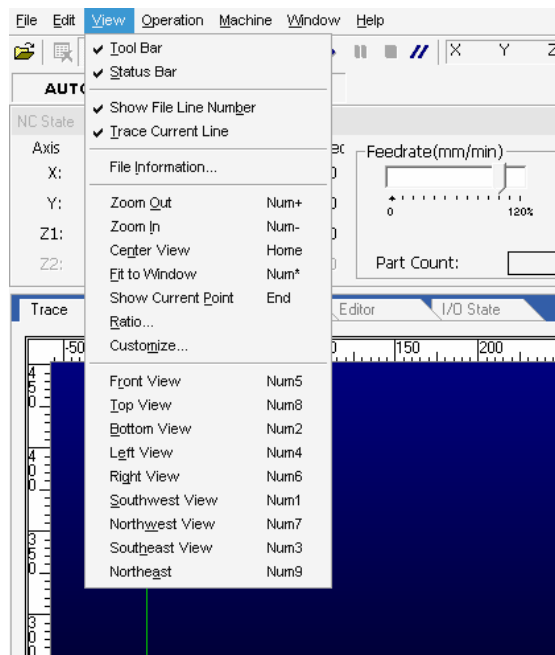 File Edit View Operation Machine Window Help
X Y Z
Tool Bar
Status Bar
AUTO
Show File Line Number
Trace Current Line
NC State
Axis
X:
Y:
Z1:
Z2:
Feedrate(mm/min)
0 120%
Part Count:
File Information...
Zoom Out Num+
Zoom In Num-
Center View Home
Fit to Window Num*
Show Current Point End
Ratio...
Customize...
Trace Editor I/O State
-50 150 200
Front View Num5
Top View Num8
Bottom View Num2
Left View Num4
Right View Num6
Southwest View Num1
Northwest View Num7
Southeast View Num3
Northeast Num9
450
400
350
300